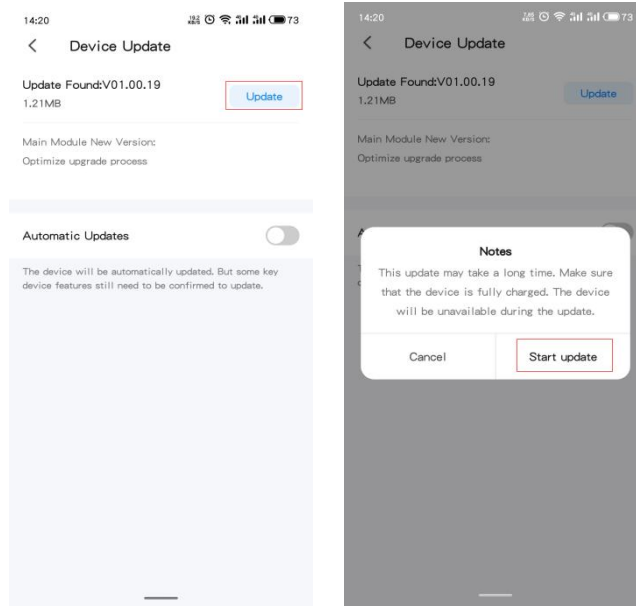 14:20
73
Device Update
Update Found:V01.00.19
1.21MB
Update
Main Module New Version:
Optimize upgrade process
Automatic Updates
The device will be automatically updated. But some key
device features still need to be confirmed to update.
14:20
73
Device Update
Update Found:V01.00.19
1.21MB
Update
Main Module New Version:
Optimize upgrade process
Notes
This update may take a long time. Make sure
that the device is fully charged. The device
will be unavailable during the update.
Cancel
Start update